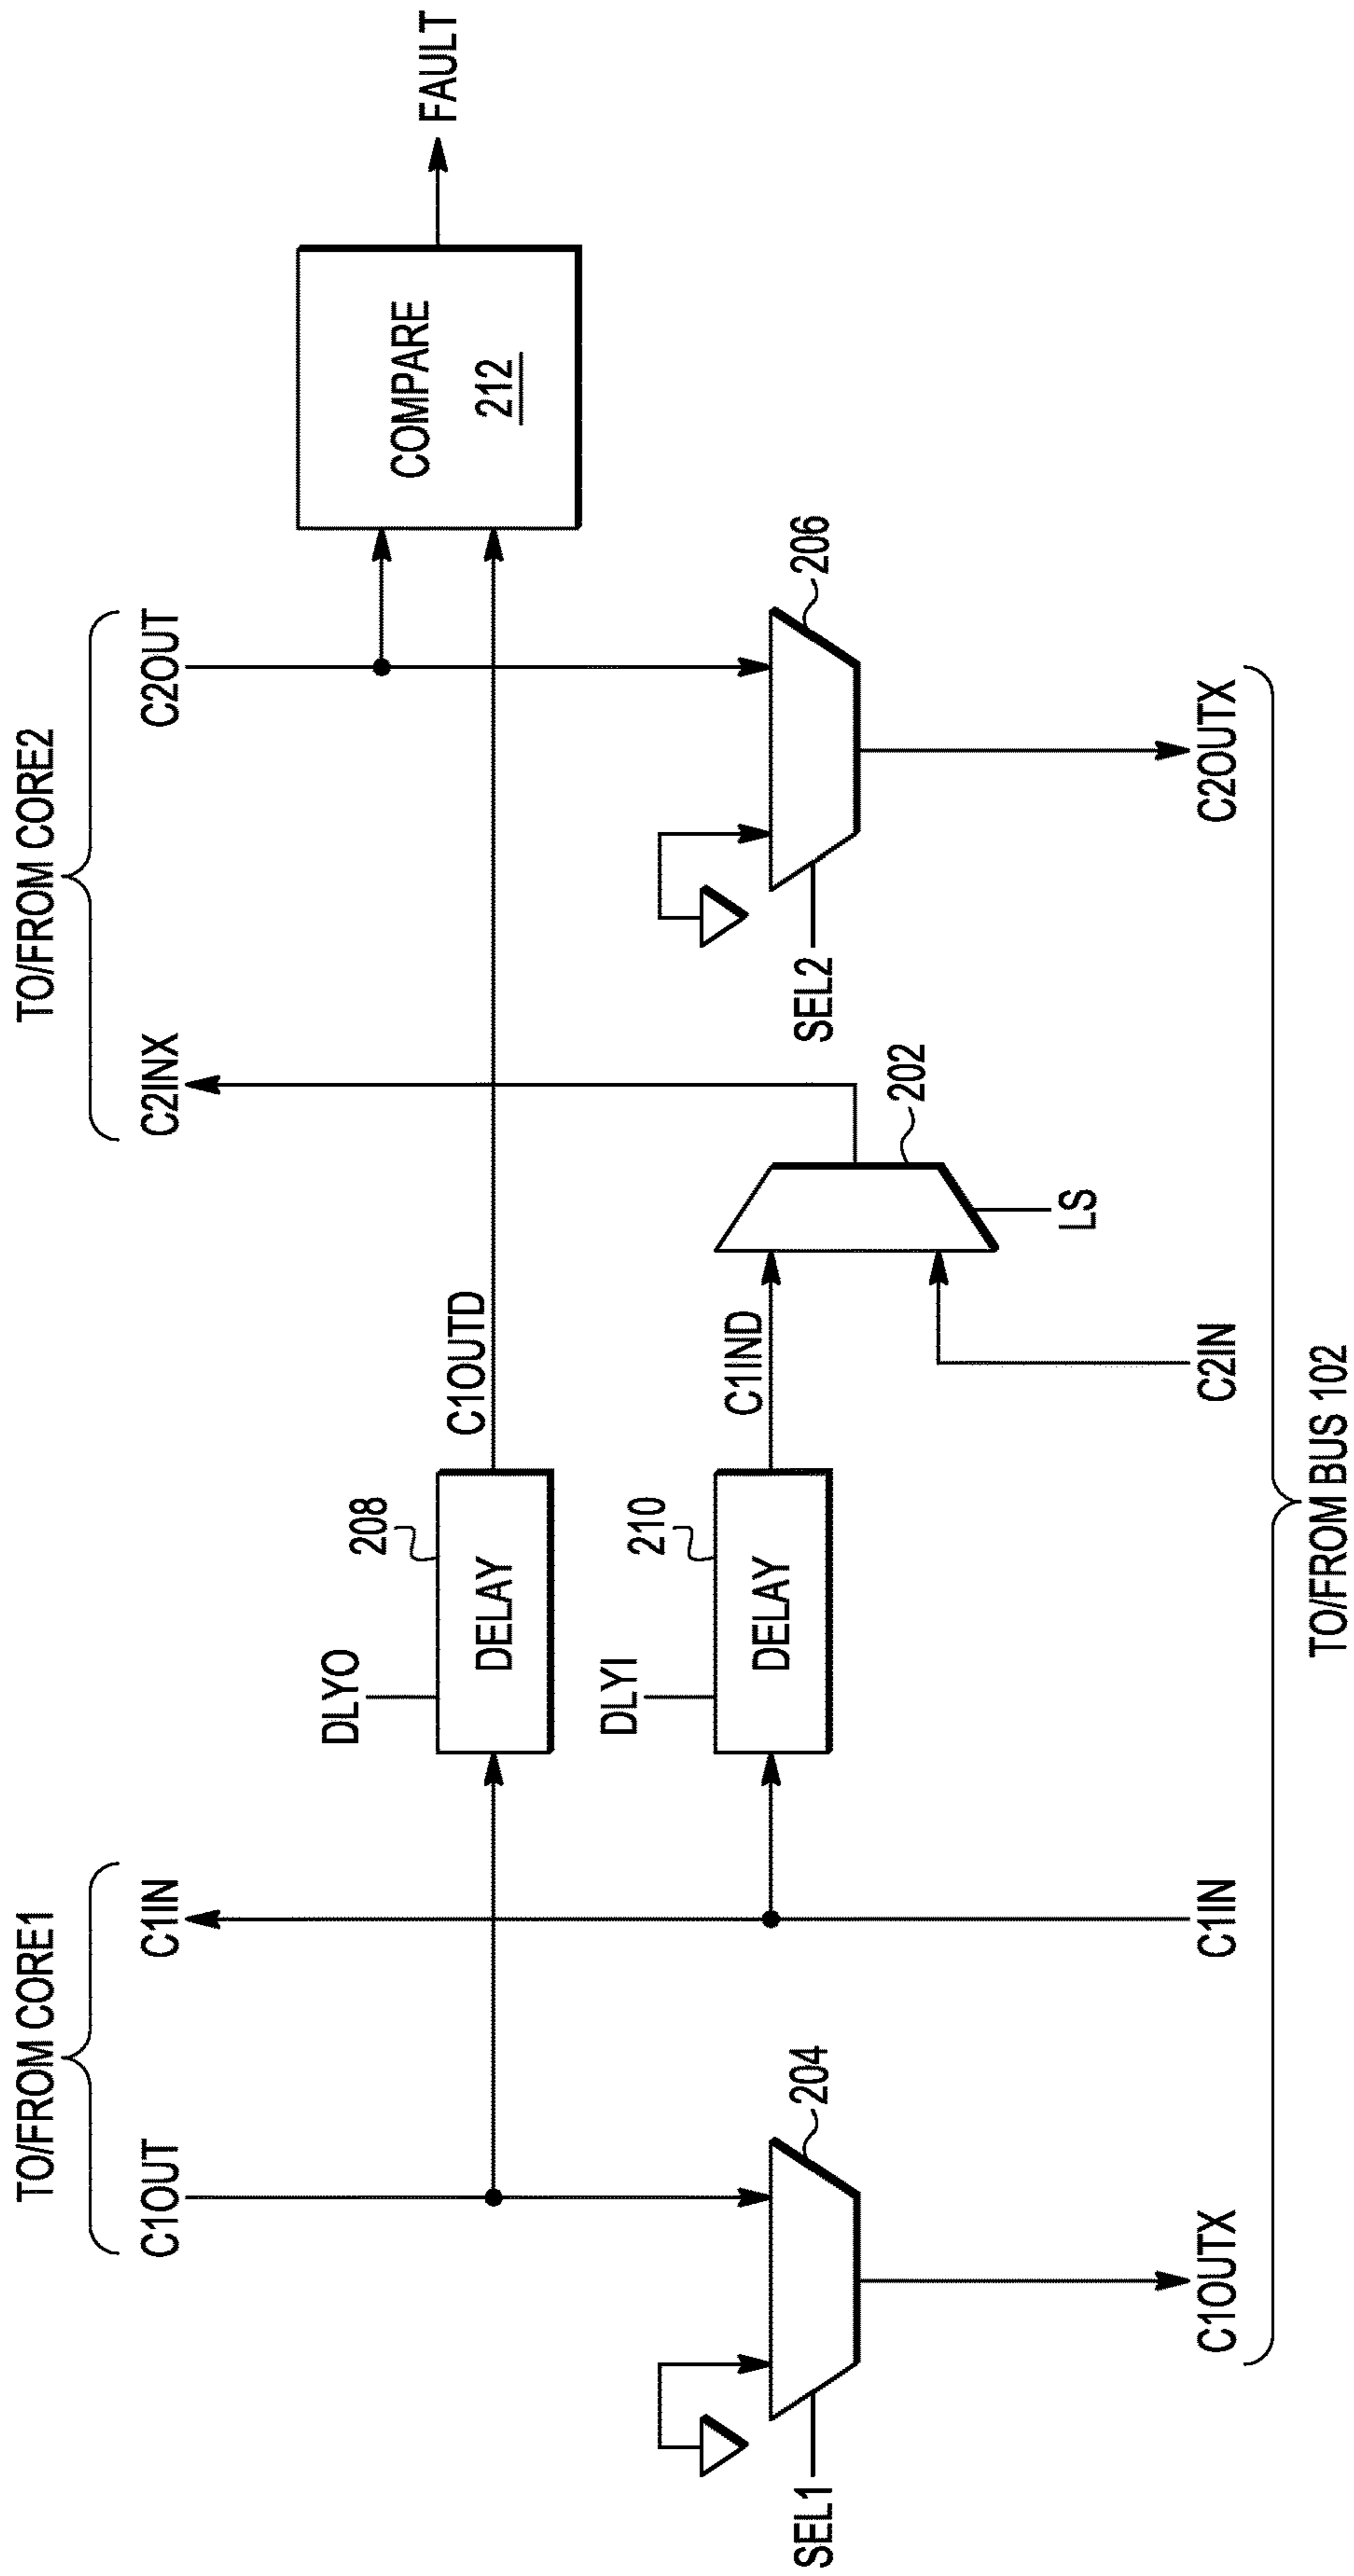 TO/FROM CORE1
TO/FROM CORE2
C1OUT
C1IN
C2INX
C2OUT
DLYO
208
DELAY
C1OUTD
COMPARE
212
FAULT
DLYI
210
DELAY
C1IND
SEL1
204
202
LS
SEL2
206
C1OUTX
C1IN
C2IN
C2OUTX
TO/FROM BUS 102